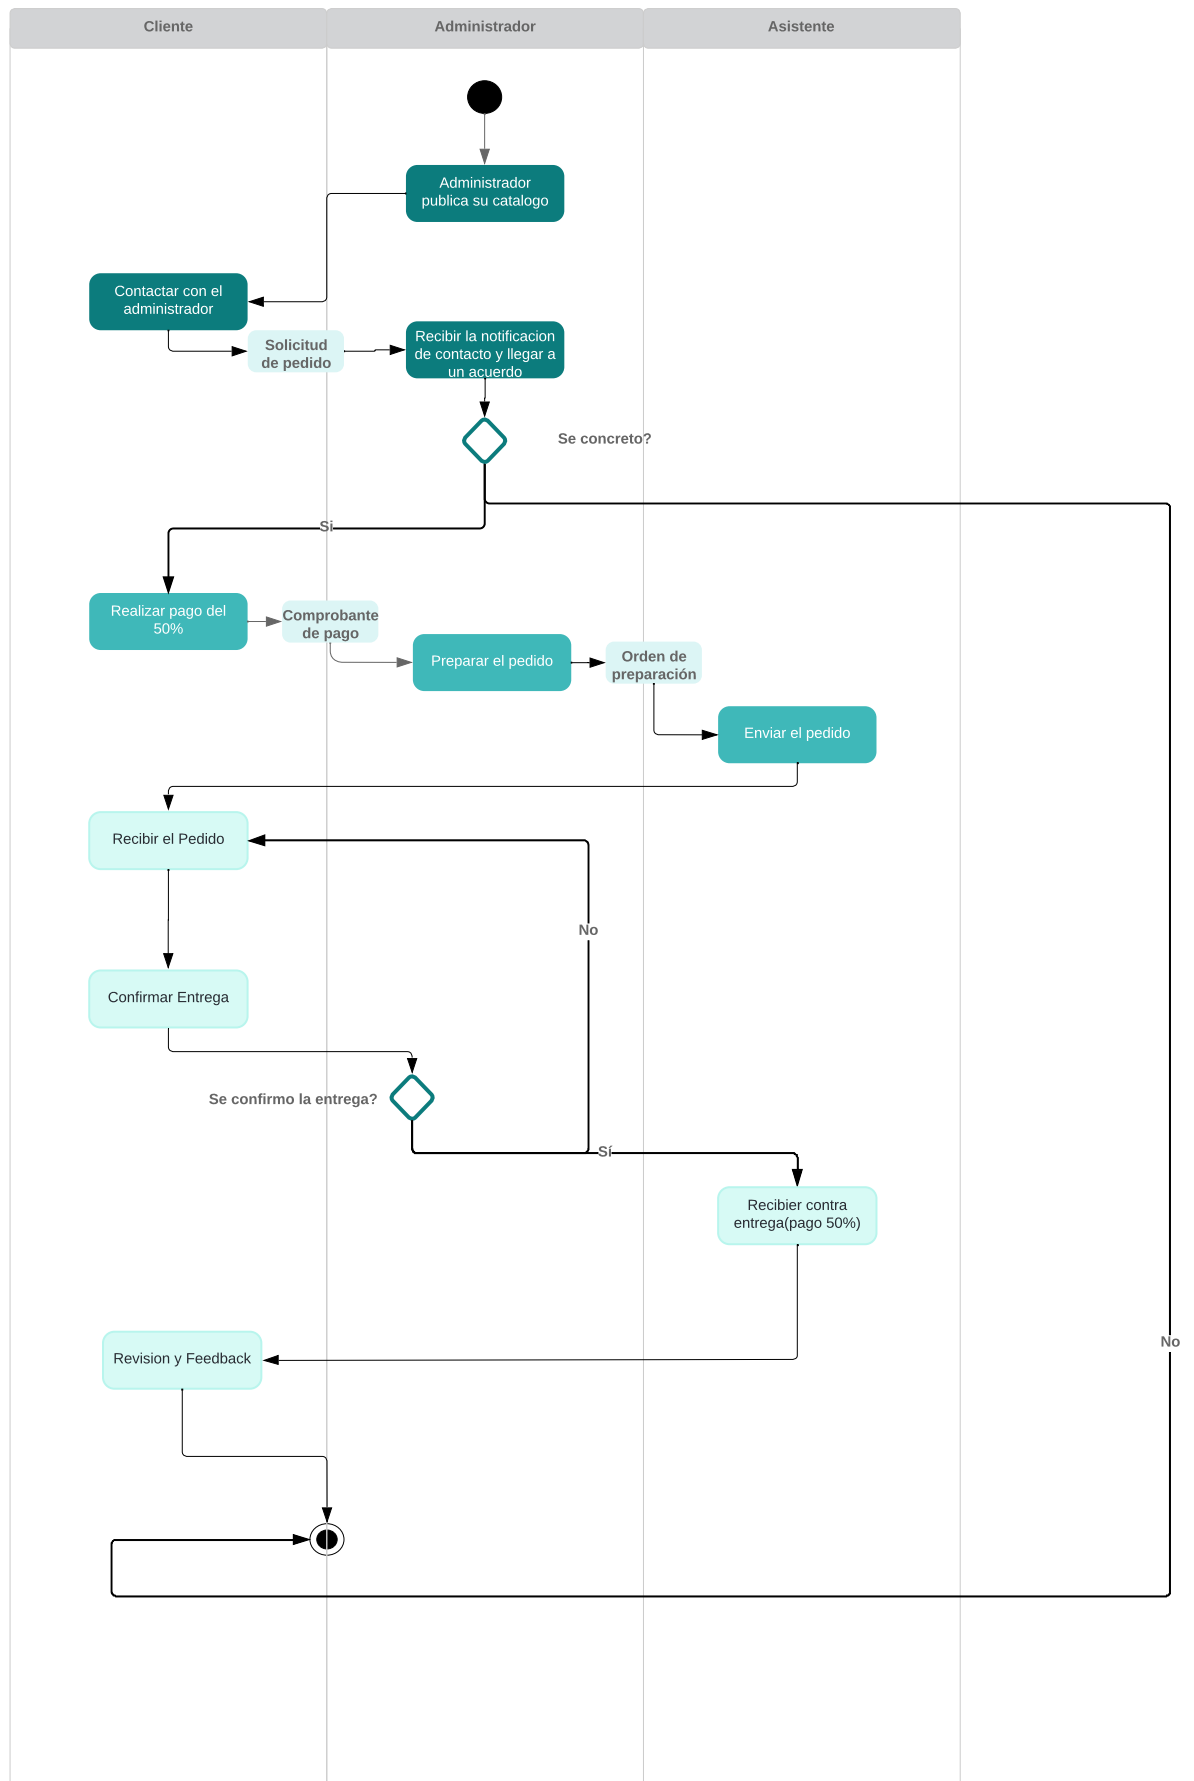 Cliente
Administrador
Asistente
Administrador
publica su catalogo
Contactar con el
administrador
Solicitud
de pedido
Recibir la notificacion
de contacto y llegar a
un acuerdo
Se concreto?
Si
Realizar pago del
50%
Comprobante
de pago
Preparar el pedido
Orden de
preparación
Enviar el pedido
Recibir el Pedido
No
Confirmar Entrega
Se confirmo la entrega?
Sí
Recibier contra
entrega(pago 50%)
No
Revision y Feedback